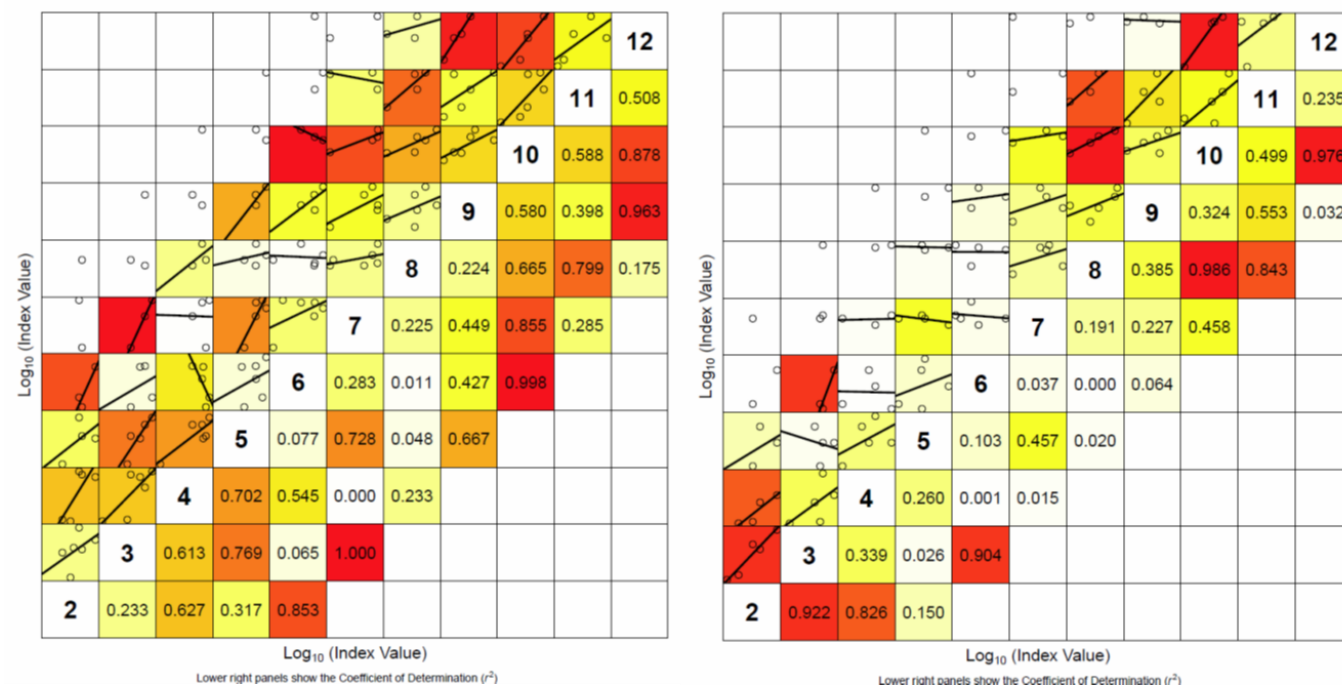 12
11 0.508
10 0.588 0.878
9 0.580 0.398 0.963
8 0.224 0.665 0.799 0.175
7 0.225 0.449 0.855 0.285
6 0.283 0.011 0.427 0.998
5 0.077 0.728 0.048 0.667
4 0.702 0.545 0.000 0.233
3 0.613 0.769 0.065 1.000
2 0.233 0.627 0.317 0.853
Log₁₀ (Index Value)
Log₁₀ (Index Value)
Lower right panels show the Coefficient of Determination (r²)
12
11 0.235
10 0.499 0.976
9 0.324 0.553 0.032
8 0.385 0.986 0.843
7 0.191 0.227 0.458
6 0.037 0.000 0.064
5 0.103 0.457 0.020
4 0.260 0.001 0.015
3 0.339 0.026 0.904
2 0.922 0.826 0.150
Log₁₀ (Index Value)
Log₁₀ (Index Value)
Lower right panels show the Coefficient of Determination (r²)